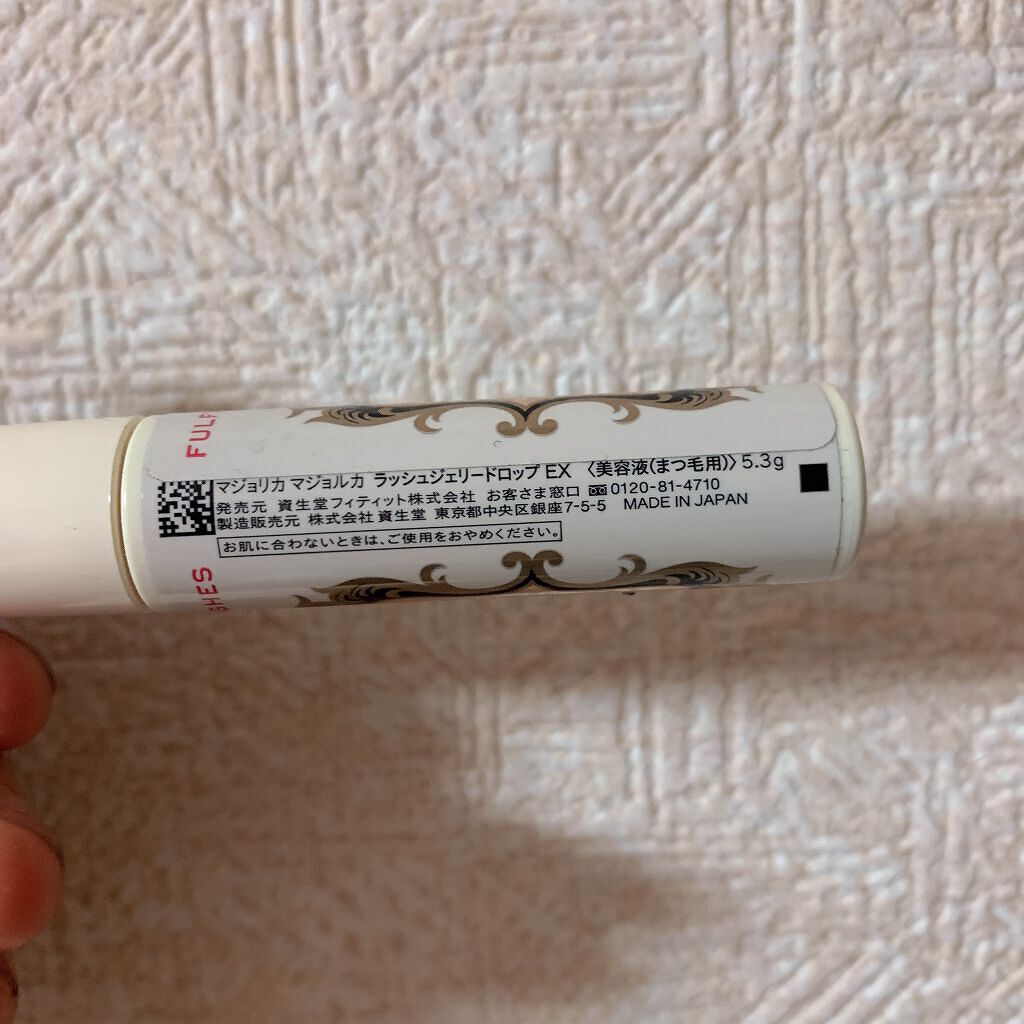 FULF
マジョリカ マジョルカ ラッシュジェリードロップ EX 〈美容液(まつ毛用)〉5.3g
発売元 資生堂フィティット株式会社 お客さま窓口 0120-81-4710
製造販売元 株式会社 資生堂 東京都中央区銀座7-5-5 MADE IN JAPAN
お肌に合わないときは、ご使用をおやめください。
SHES